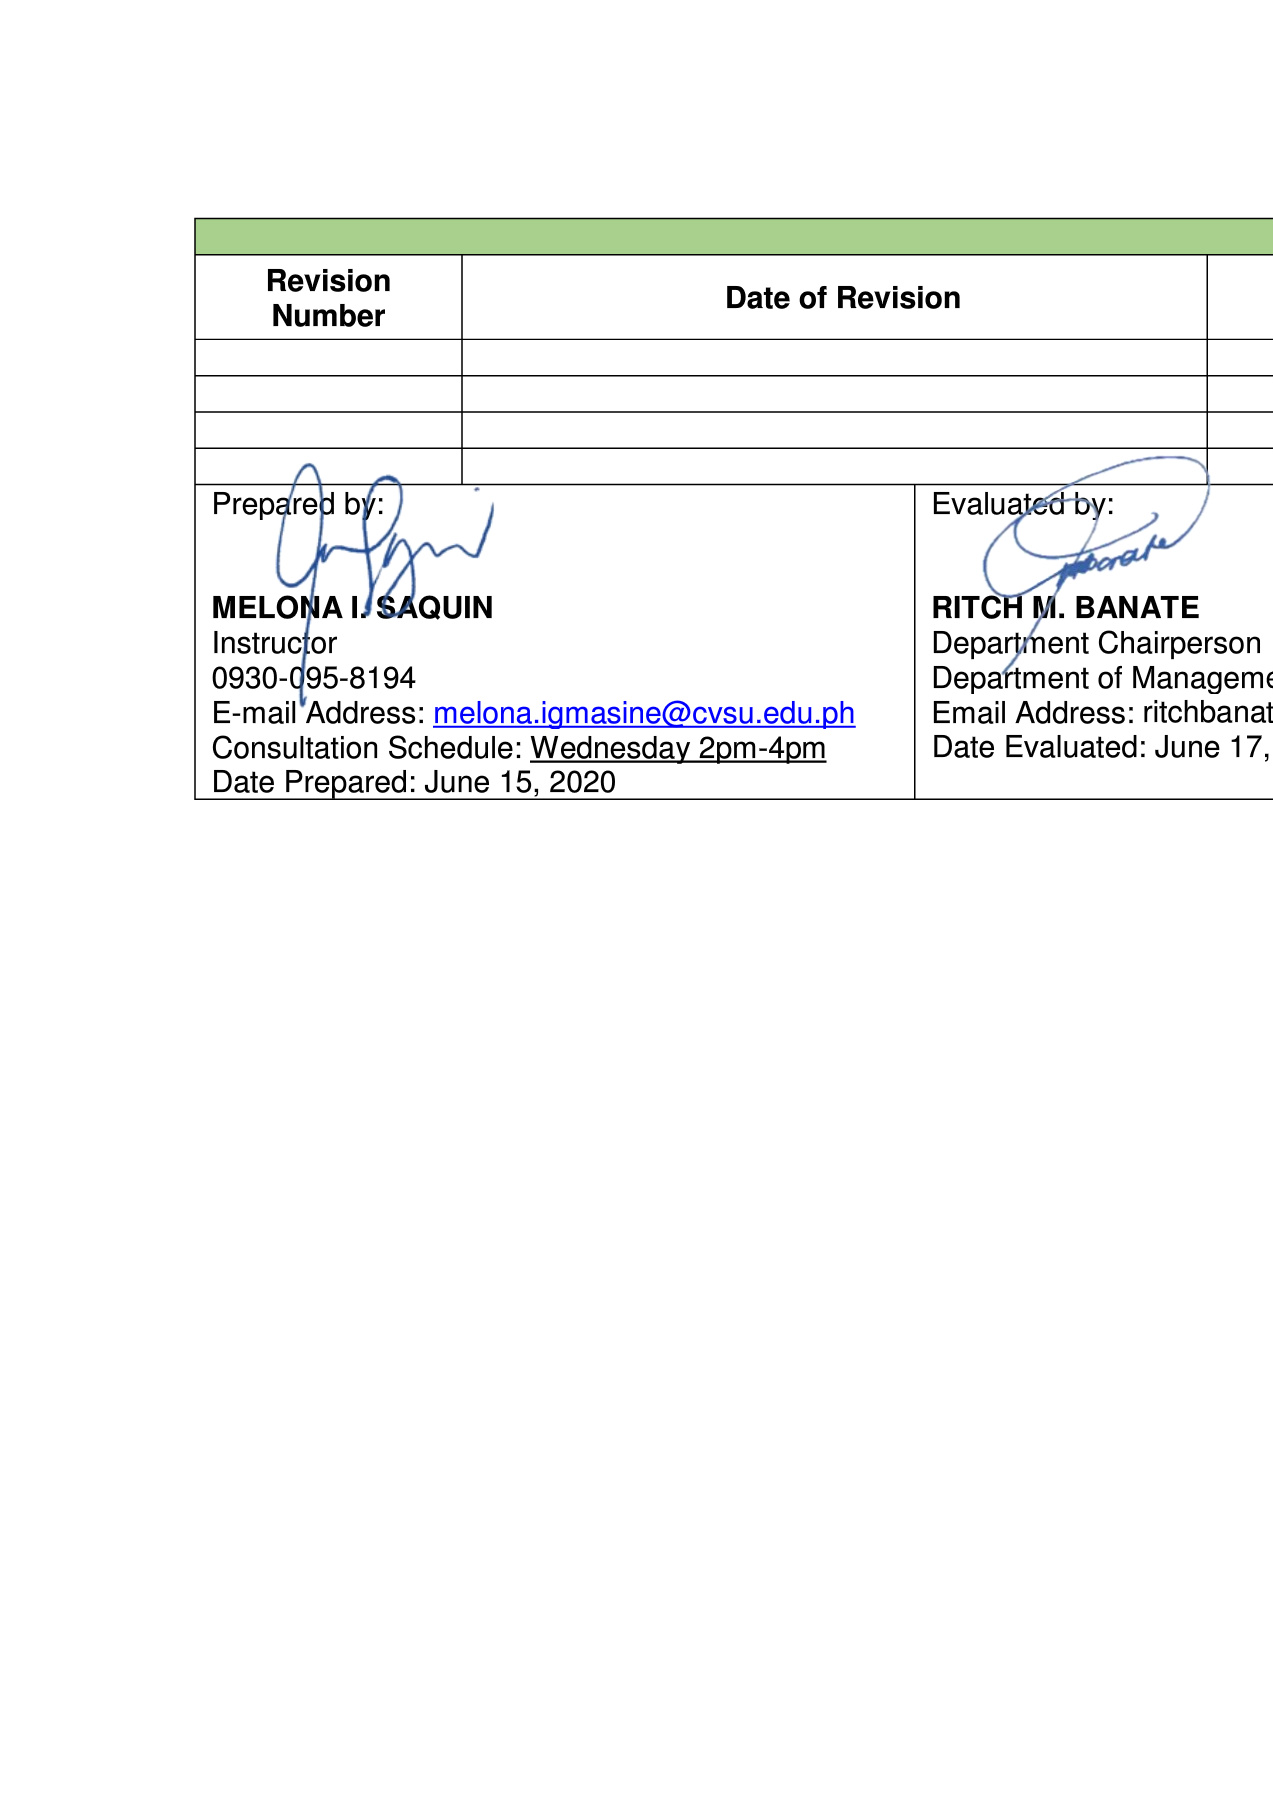 Revision
Number
Date of Revision
Prepared by:
MELONA I. SAQUIN
Instructor
0930-095-8194
E-mail Address: melona.igmasine@cvsu.edu.ph
Consultation Schedule: Wednesday 2pm-4pm
Date Prepared: June 15, 2020
Evaluated by:
RITCH M. BANATE
Department Chairperson
Department of Manageme
Email Address: ritchbanat
Date Evaluated: June 17,